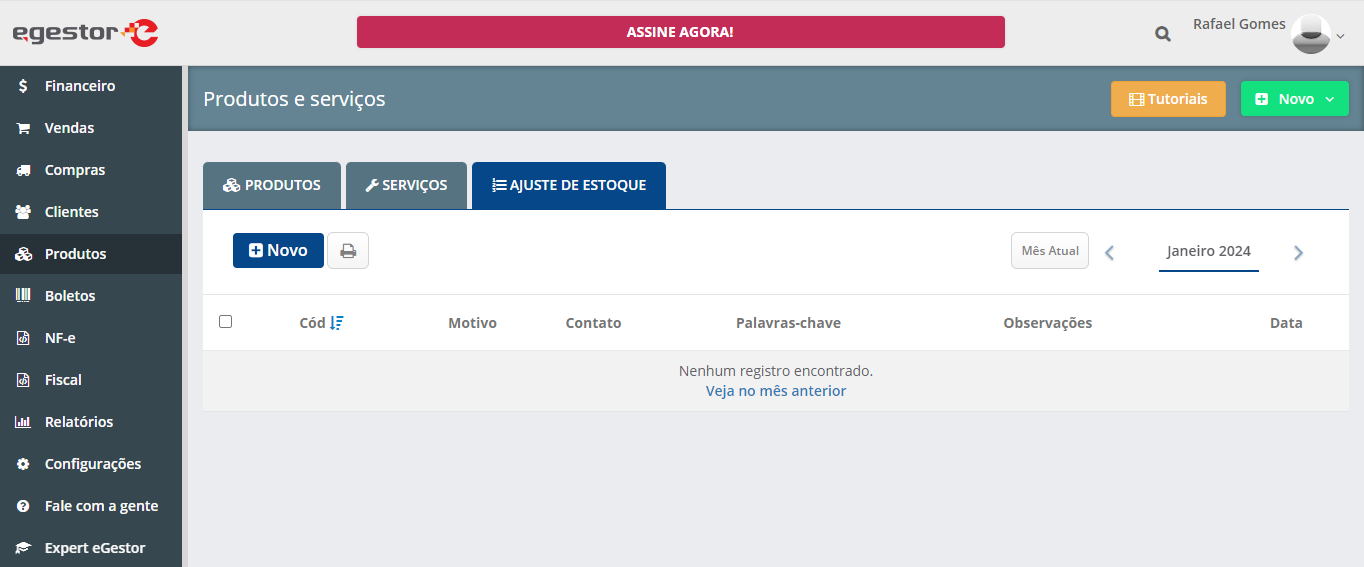 egestor
ASSINE AGORA!
Rafael Gomes
Financeiro
Vendas
Compras
Clientes
Produtos
Boletos
NF-e
Fiscal
Relatórios
Configurações
Fale com a gente
Expert eGestor
Produtos e serviços
Tutoriais
Novo
PRODUTOS
SERVIÇOS
AJUSTE DE ESTOQUE
Novo
Mês Atual
Janeiro 2024
Cód Motivo Contato Palavras-chave Observações Data
Nenhum registro encontrado.
Veja no mês anterior